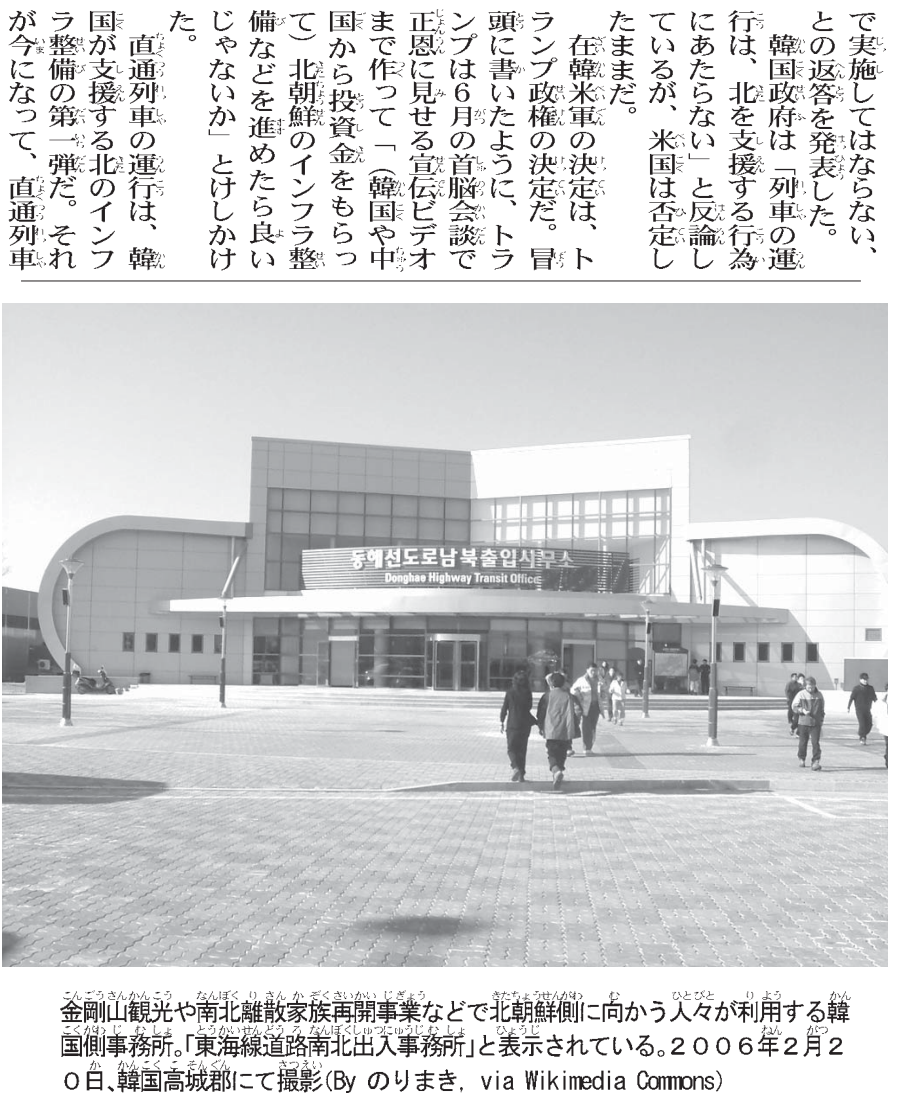 で実施してはならない、
との返答を発表した。
　韓国政府は「列車の運
行は、北を支援する行為
にあたらない」と反論し
ているが、米国は否定し
たままだ。
　在韓米軍の決定は、ト
ランプ政権の決定だ。冒
頭に書いたように、トラ
ンプは６月の首脳会談で
正恩に見せる宣伝ビデオ
まで作って「（韓国や中
国から投資金をもらっ
て）北朝鮮のインフラ整
備などを進めたら良い
じゃないか」とけしかけ
た。
　直通列車の運行は、韓
国が支援する北のインフ
ラ整備の第一弾だ。それ
が今になって、直通列車
동해선도로남북출입사무소
Donghae Highway Transit Office
金剛山観光や南北離散家族再開事業などで北朝鮮側に向かう人々が利用する韓
国側事務所。「東海線道路南北出入事務所」と表示されている。２００６年２月２
０日、韓国高城郡にて撮影(By のりまき, via Wikimedia Commons)